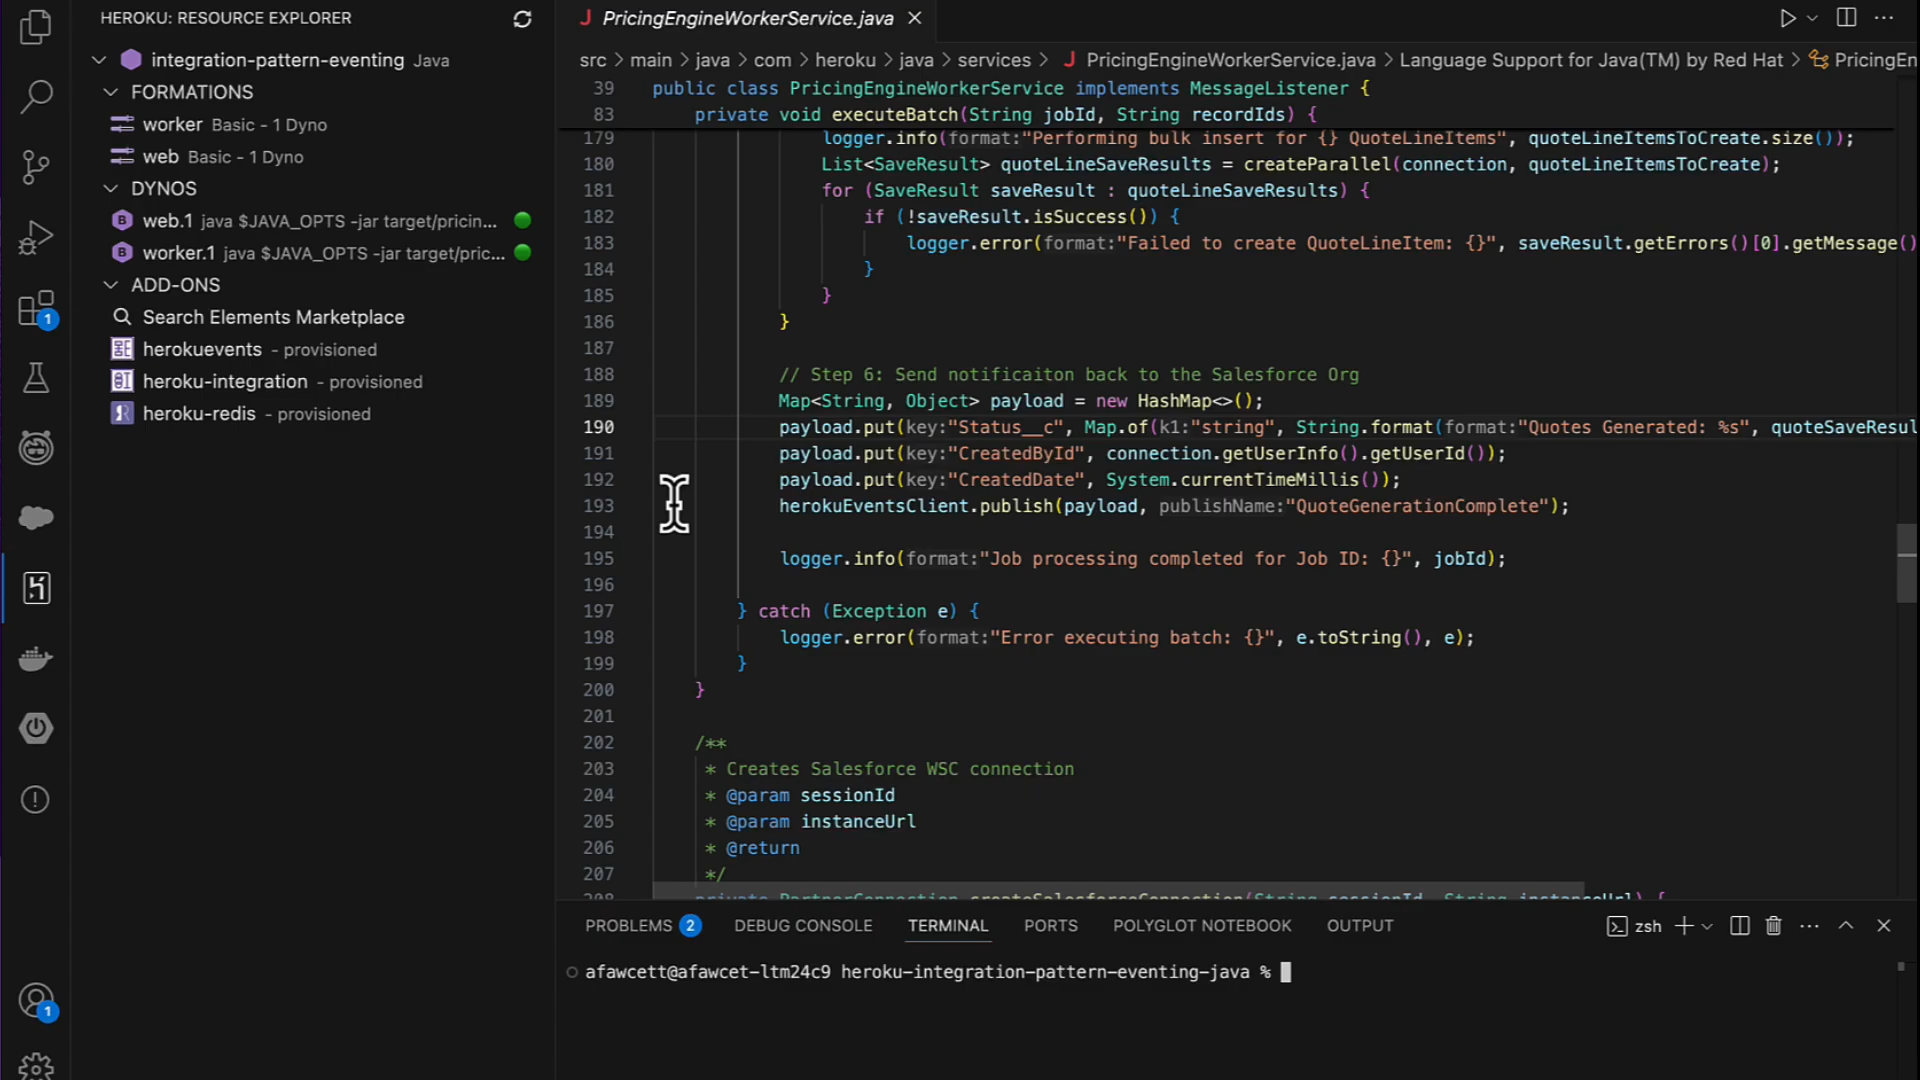 HEROKU: RESOURCE EXPLORER
integration-pattern-eventing Java
FORMATIONS
worker Basic - 1 Dyno
web Basic - 1 Dyno
DYNOS
web.1 java $JAVA_OPTS -jar target/pricin...
worker.1 java $JAVA_OPTS -jar target/pric...
ADD-ONS
Search Elements Marketplace
herokuevents - provisioned
heroku-integration - provisioned
heroku-redis - provisioned
1
1
PricingEngineWorkerService.java
src > main > java > com > heroku > java > services > PricingEngineWorkerService.java > Language Support for Java(TM) by Red Hat > PricingEn
39 public class PricingEngineWorkerService implements MessageListener {
83 private void executeBatch(String jobId, String recordIds) {
179 logger.info(format:"Performing bulk insert for {} QuoteLineItems", quoteLineItemsToCreate.size());
180 List<SaveResult> quoteLineSaveResults = createParallel(connection, quoteLineItemsToCreate);
181 for (SaveResult saveResult : quoteLineSaveResults) {
182 if (!saveResult.isSuccess()) {
183 logger.error(format:"Failed to create QuoteLineItem: {}", saveResult.getErrors()[0].getMessage()
184 }
185 }
186 }
187
188 // Step 6: Send notificaiton back to the Salesforce Org
189 Map<String, Object> payload = new HashMap<>();
190 payload.put(key:"Status__c", Map.of(k1:"string", String.format(format:"Quotes Generated: %s", quoteSaveResul
191 payload.put(key:"CreatedById", connection.getUserInfo().getUserId());
192 payload.put(key:"CreatedDate", System.currentTimeMillis());
193 herokuEventsClient.publish(payload, publishName:"QuoteGenerationComplete");
194
195 logger.info(format:"Job processing completed for Job ID: {}", jobId);
196
197 } catch (Exception e) {
198 logger.error(format:"Error executing batch: {}", e.toString(), e);
199 }
200 }
201
202 /**
203 * Creates Salesforce WSC connection
204 * @param sessionId
205 * @param instanceUrl
206 * @return
207 */
208 private PartnerConnection createSalesforceConnection(String sessionId, String instanceUrl) {
PROBLEMS 2 DEBUG CONSOLE TERMINAL PORTS POLYGLOT NOTEBOOK OUTPUT zsh
afawcett@afawcet-ltm24c9 heroku-integration-pattern-eventing-java %